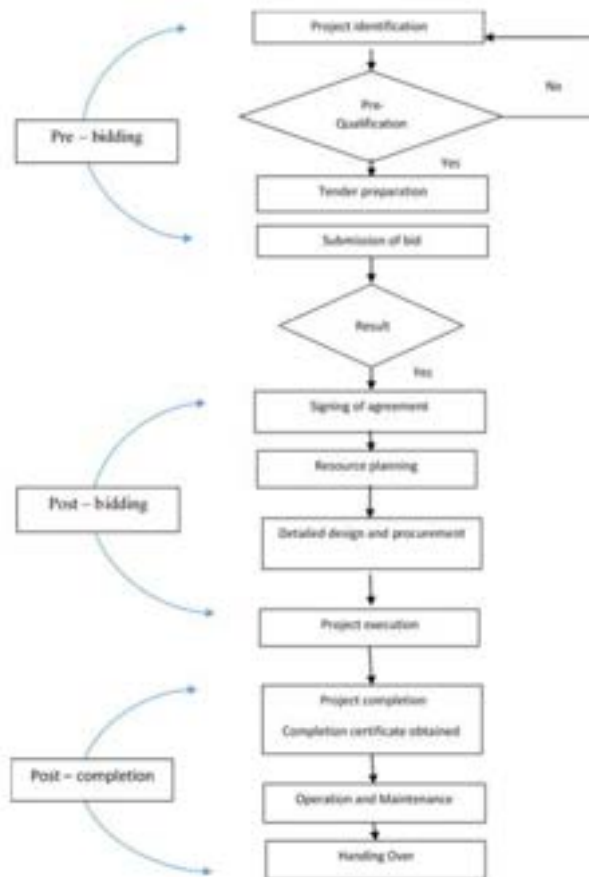 Project identification
No
Pre-
Qualification
Pre – bidding
Yes
Tender preparation
Submission of bid
Result
Yes
Signing of agreement
Resource planning
Post – bidding
Detailed design and procurement
Project execution
Project completion
Completion certificate obtained
Post – completion
Operation and Maintenance
Handing Over